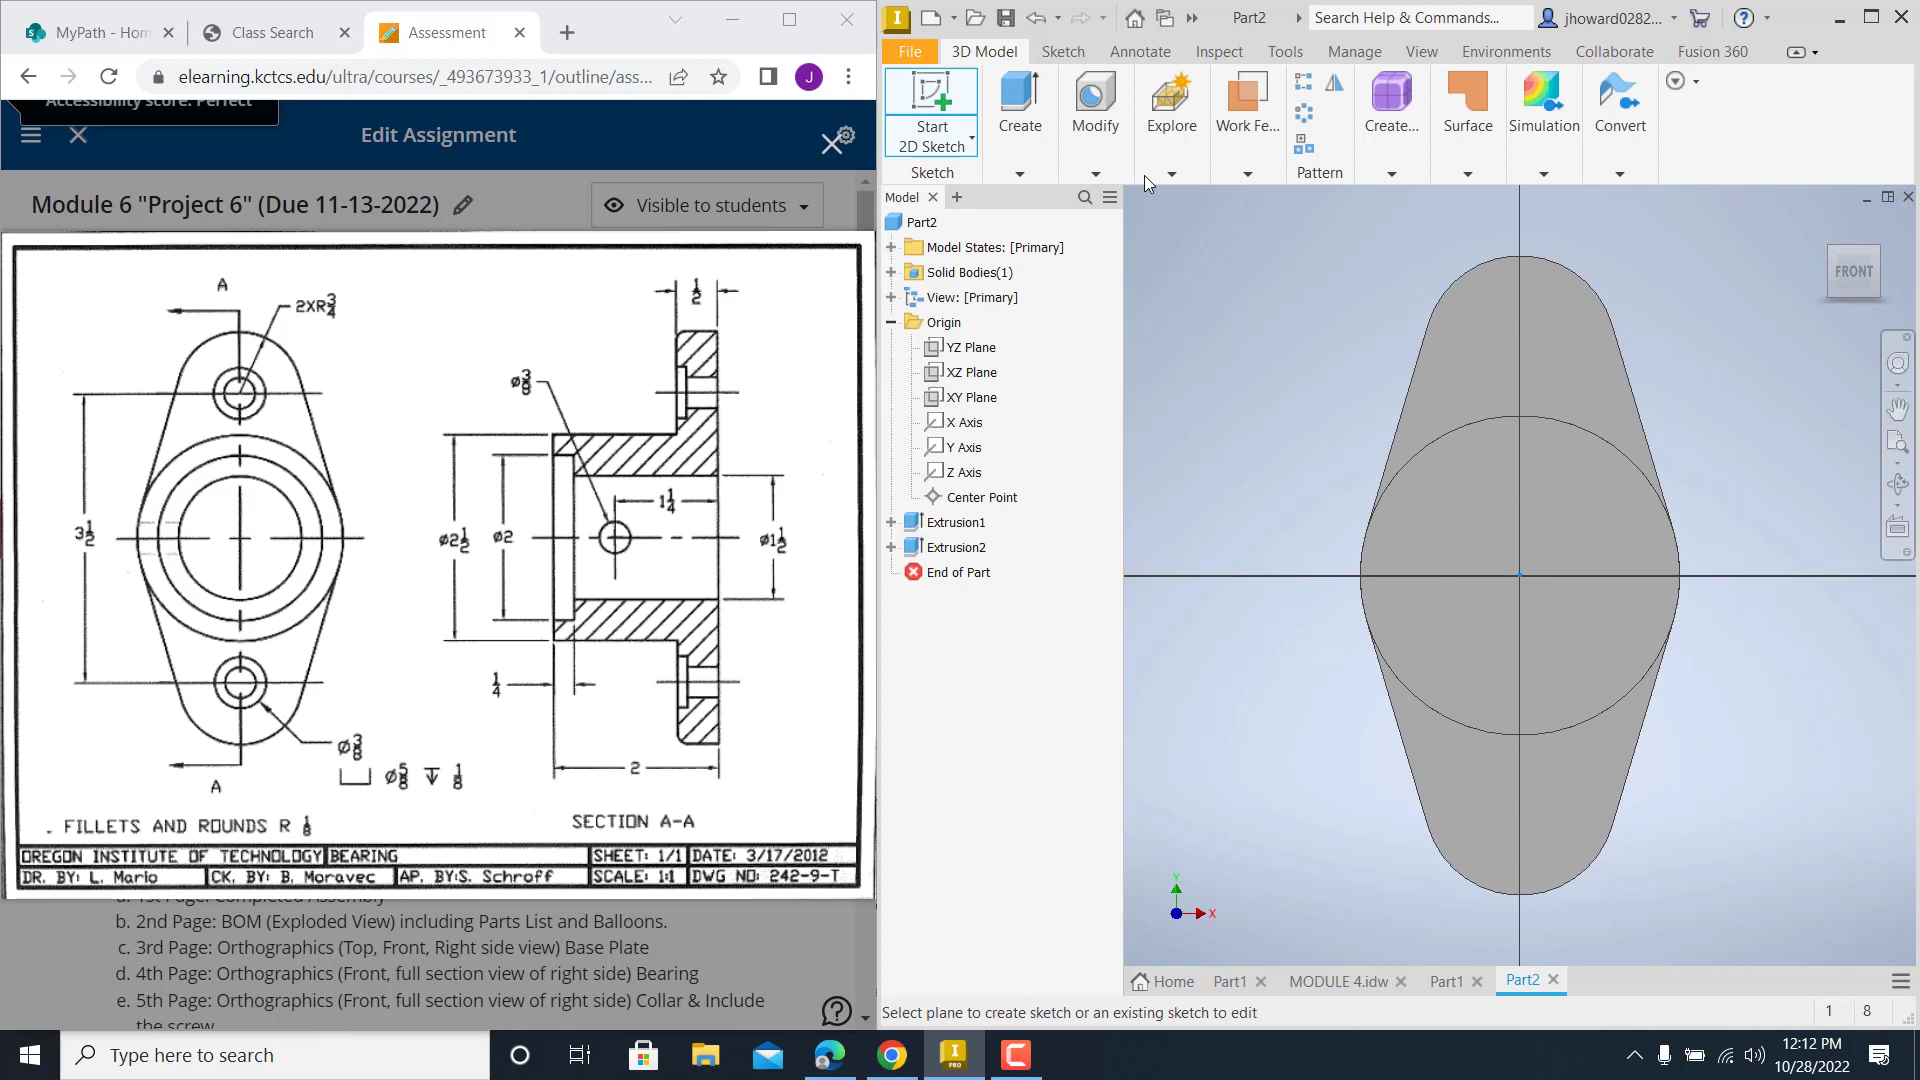 MyPath - Hom
Class Search
Assessment
elearning.kctcs.edu/ultra/courses/_493673933_1/outline/ass...
J
Accessibility score: Perfect
Edit Assignment
Module 6 "Project 6" (Due 11-13-2022)
Visible to students
A
2XR3/4
1/2
Ø3/8
3 1/2
Ø2 1/2
Ø2
1 1/4
Ø1 1/2
1/4
2
Ø3/8
Ø5/8 1/8
A
. FILLETS AND ROUNDS R 1/8
SECTION A-A
OREGON INSTITUTE OF TECHNOLOGY BEARING SHEET: 1/1 DATE: 3/17/2012
DR. BY: L. Mario CK. BY: B. Moravec AP. BY:S. Schroff SCALE: 1:1 DWG NO: 242-9-T
a. 1st Page: Completed Assembly
b. 2nd Page: BOM (Exploded View) including Parts List and Balloons.
c. 3rd Page: Orthographics (Top, Front, Right side view) Base Plate
d. 4th Page: Orthographics (Front, full section view of right side) Bearing
e. 5th Page: Orthographics (Front, full section view of right side) Collar & Include
the screw
Part2
Search Help & Commands...
jhoward0282...
File
3D Model
Sketch
Annotate
Inspect
Tools
Manage
View
Environments
Collaborate
Fusion 360
Start
2D Sketch
Create
Modify
Explore
Work Fe...
Create...
Surface
Simulation
Convert
Sketch
Pattern
Model
Part2
Model States: [Primary]
Solid Bodies(1)
View: [Primary]
Origin
YZ Plane
XZ Plane
XY Plane
X Axis
Y Axis
Z Axis
Center Point
Extrusion1
Extrusion2
End of Part
FRONT
Y
X
Home
Part1
MODULE 4.idw
Part1
Part2
Select plane to create sketch or an existing sketch to edit
1
8
Type here to search
I
PRO
12:12 PM
10/28/2022